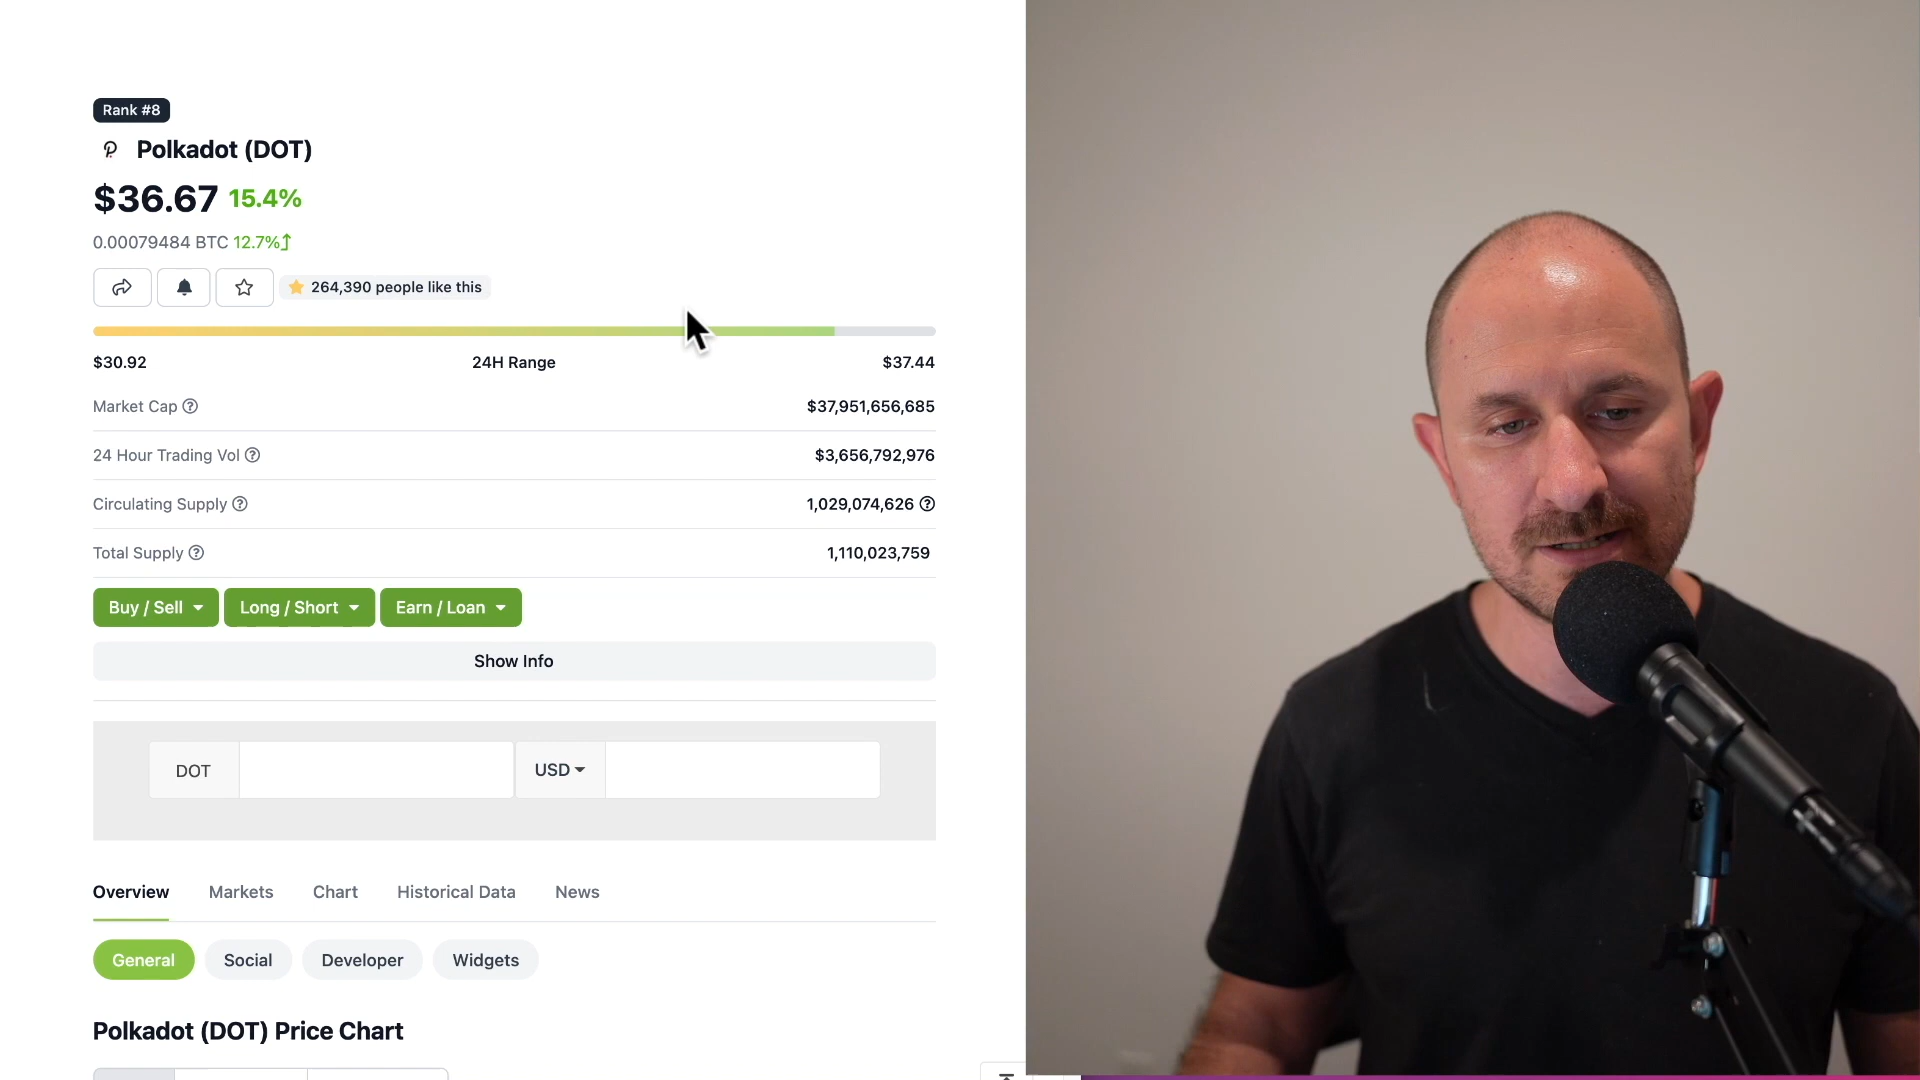 Rank #8
Polkadot (DOT)
$36.67 15.4%
0.00079484 BTC 12.7%
264,390 people like this
$30.92 24H Range $37.44
Market Cap $37,951,656,685
24 Hour Trading Vol $3,656,792,976
Circulating Supply 1,029,074,626
Total Supply 1,110,023,759
Buy / Sell Long / Short Earn / Loan
Show Info
DOT USD
Overview Markets Chart Historical Data News
General Social Developer Widgets
Polkadot (DOT) Price Chart